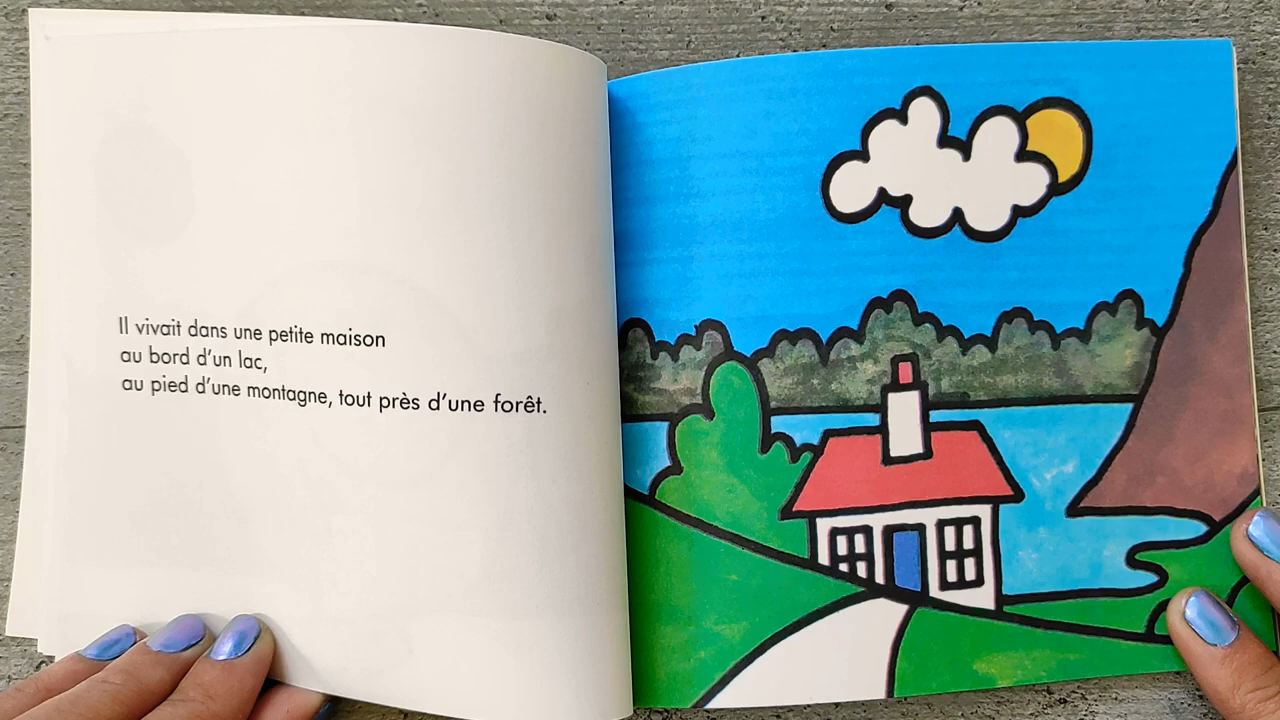 Il vivait dans une petite maison
au bord d'un lac,
au pied d'une montagne, tout près d'une forêt.